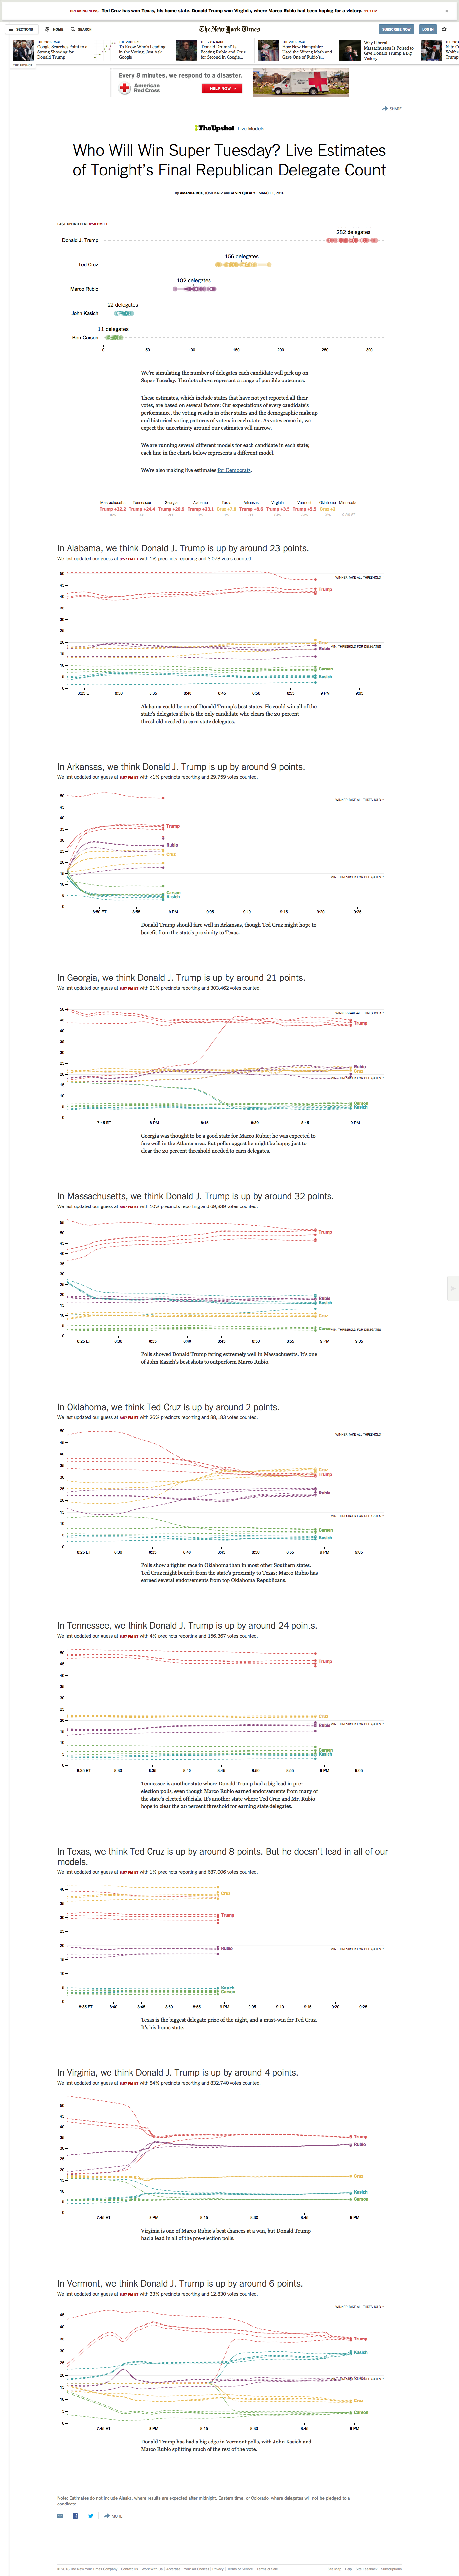 BREAKING NEWS Ted Cruz has won Texas, his home state. Donald Trump won Virginia, where Marco Rubio had been hoping for a victory. 9:23 PM ET
SECTIONS HOME SEARCH
The New York Times
SUBSCRIBE NOW LOG IN
THE 2016 RACE
Google Searches Point to a
Strong Showing for
Donald Trump
THE 2016 RACE
To Know Who's Leading
in the Voting, Just Ask
Google
THE 2016 RACE
'Donald Drumpf' Is
Beating Rubio and Cruz
for Second in Google…
THE 2016 RACE
How New Hampshire
Used the Wrong Math and
Gave One of Rubio's…
Why Liberal
Massachusetts Is Poised to
Give Donald Trump a Big
Victory
THE UPSHOT
Every 8 minutes, we respond to a disaster.
American
Red Cross
HELP NOW
SHARE
TheUpshot Live Models
Who Will Win Super Tuesday? Live Estimates
of Tonight's Final Republican Delegate Count
By AMANDA COX, JOSH KATZ and KEVIN QUEALY MARCH 1, 2016
LAST UPDATED AT 8:58 PM ET
282 delegates
Donald J. Trump
156 delegates
Ted Cruz
102 delegates
Marco Rubio
22 delegates
John Kasich
11 delegates
Ben Carson
0 50 100 150 200 250 300
We're simulating the number of delegates each candidate will pick up on
Super Tuesday. The dots above represent a range of possible outcomes.
These estimates, which include states that have not yet reported all their
votes, are based on several factors: Our expectations of every candidate's
performance, the voting results in other states and the demographic makeup
and historical voting patterns of voters in each state. As votes come in, we
expect the uncertainty around our estimates will narrow.
We are running several different models for each candidate in each state;
each line in the charts below represents a different model.
We're also making live estimates for Democrats.
Massachusetts Tennessee Georgia Alabama Texas Arkansas Virginia Vermont Oklahoma Minnesota
In Alabama, we think Donald J. Trump is up by around 23 points.
We last updated our guess at 8:57 PM ET with 1% precincts reporting and 3,078 votes counted.
WINNER-TAKE-ALL THRESHOLD
Trump
Cruz
Rubio
MIN. THRESHOLD FOR DELEGATES
Carson
Kasich
8:25 ET 8:30 8:35 8:40 8:45 8:50 8:55 9 PM 9:05
Alabama could be one of Donald Trump's best states. He could win all of the
state's delegates if he is the only candidate who clears the 20 percent
threshold needed to earn state delegates.
In Arkansas, we think Donald J. Trump is up by around 9 points.
We last updated our guess at 8:57 PM ET with <1% precincts reporting and 29,759 votes counted.
WINNER-TAKE-ALL THRESHOLD
Trump
Rubio
Cruz
MIN. THRESHOLD FOR DELEGATES
Carson
Kasich
8:50 ET 8:55 9 PM 9:05 9:10 9:15 9:20 9:25
Donald Trump should fare well in Arkansas, though Ted Cruz might hope to
benefit from the state's proximity to Texas.
In Georgia, we think Donald J. Trump is up by around 21 points.
We last updated our guess at 8:57 PM ET with 21% precincts reporting and 303,462 votes counted.
WINNER-TAKE-ALL THRESHOLD
Trump
Rubio
Cruz
MIN. THRESHOLD FOR DELEGATES
Carson
Kasich
7:45 ET 8 PM 8:15 8:30 8:45 9 PM
Georgia was thought to be a good state for Marco Rubio; he was expected to
fare well in the Atlanta area. But polls suggest he might be happy just to
clear the 20 percent threshold needed to earn delegates.
In Massachusetts, we think Donald J. Trump is up by around 32 points.
We last updated our guess at 8:57 PM ET with 10% precincts reporting and 69,839 votes counted.
Trump
Rubio
Kasich
Cruz
Carson
MIN. THRESHOLD FOR DELEGATES
8:25 ET 8:30 8:35 8:40 8:45 8:50 8:55 9 PM 9:05
Polls showed Donald Trump faring extremely well in Massachusetts. It's one
of John Kasich's best shots to outperform Marco Rubio.
In Oklahoma, we think Ted Cruz is up by around 2 points.
We last updated our guess at 8:57 PM ET with 26% precincts reporting and 88,183 votes counted.
WINNER-TAKE-ALL THRESHOLD
Cruz
Trump
Rubio
MIN. THRESHOLD FOR DELEGATES
Carson
Kasich
8:25 ET 8:30 8:35 8:40 8:45 8:50 8:55 9 PM 9:05
Polls show a tighter race in Oklahoma than in most other Southern states.
Ted Cruz might benefit from the state's proximity to Texas; Marco Rubio has
earned several endorsements from top Oklahoma Republicans.
In Tennessee, we think Donald J. Trump is up by around 24 points.
We last updated our guess at 8:57 PM ET with 4% precincts reporting and 156,367 votes counted.
Trump
Cruz
Rubio
MIN. THRESHOLD FOR DELEGATES
Carson
Kasich
8:25 ET 8:30 8:35 8:40 8:45 8:50 8:55 9 PM 9:05
Tennessee is another state where Donald Trump had a big lead in pre-
election polls, even though Marco Rubio earned endorsements from many of
the state's elected officials. It's another state where Ted Cruz and Mr. Rubio
hope to clear the 20 percent threshold for earning state delegates.
In Texas, we think Ted Cruz is up by around 8 points. But he doesn't lead in all of our
models.
We last updated our guess at 8:57 PM ET with 1% precincts reporting and 687,006 votes counted.
Cruz
Trump
Rubio
MIN. THRESHOLD FOR DELEGATES
Kasich
Carson
8:35 ET 8:40 8:45 8:50 8:55 9 PM 9:05 9:10 9:15 9:20 9:25
Texas is the biggest delegate prize of the night, and a must-win for Ted Cruz.
It's his home state.
In Virginia, we think Donald J. Trump is up by around 4 points.
We last updated our guess at 8:57 PM ET with 84% precincts reporting and 832,740 votes counted.
Trump
Rubio
Cruz
Kasich
Carson
7:45 ET 8 PM 8:15 8:30 8:45 9 PM
Virginia is one of Marco Rubio's best chances at a win, but Donald Trump
had a lead in all of the pre-election polls.
In Vermont, we think Donald J. Trump is up by around 6 points.
We last updated our guess at 8:57 PM ET with 33% precincts reporting and 12,830 votes counted.
WINNER-TAKE-ALL THRESHOLD
Trump
Kasich
Rubio
MIN. THRESHOLD FOR DELEGATES
Cruz
Carson
7:45 ET 8 PM 8:15 8:30 8:45 9 PM
Donald Trump has had a big edge in Vermont polls, with John Kasich and
Marco Rubio splitting much of the rest of the vote.
Note: Estimates do not include Alaska, where results are expected after midnight, Eastern time, or Colorado, where delegates will not be pledged to a
candidate.
MORE
© 2016 The New York Times Company Contact Us Work With Us Advertise Your Ad Choices Privacy Terms of Service Terms of Sale Site Map Help Site Feedback Subscriptions